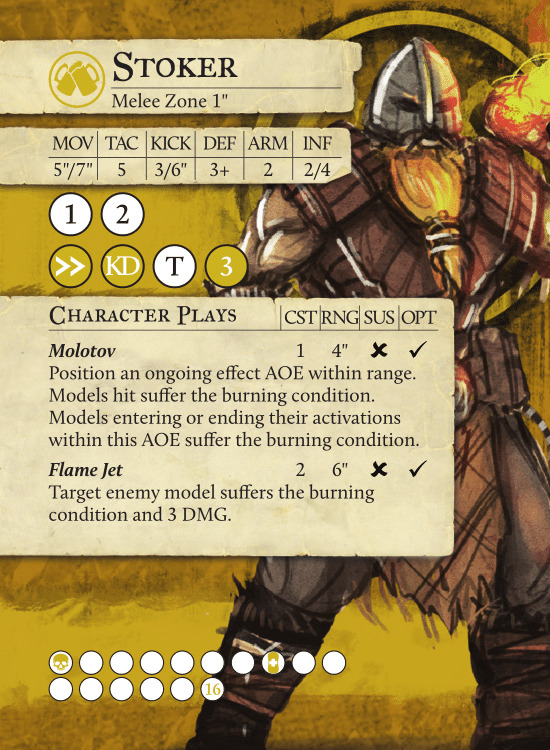 STOKER
Melee Zone 1"
MOV TAC KICK DEF ARM INF
5"/7" 5 3/6" 3+ 2 2/4
1 2
>> KD T 3
CHARACTER PLAYS CST RNG SUS OPT
Molotov 1 4" ✘ ✓
Position an ongoing effect AOE within range.
Models hit suffer the burning condition.
Models entering or ending their activations
within this AOE suffer the burning condition.
Flame Jet 2 6" ✘ ✓
Target enemy model suffers the burning
condition and 3 DMG.
16